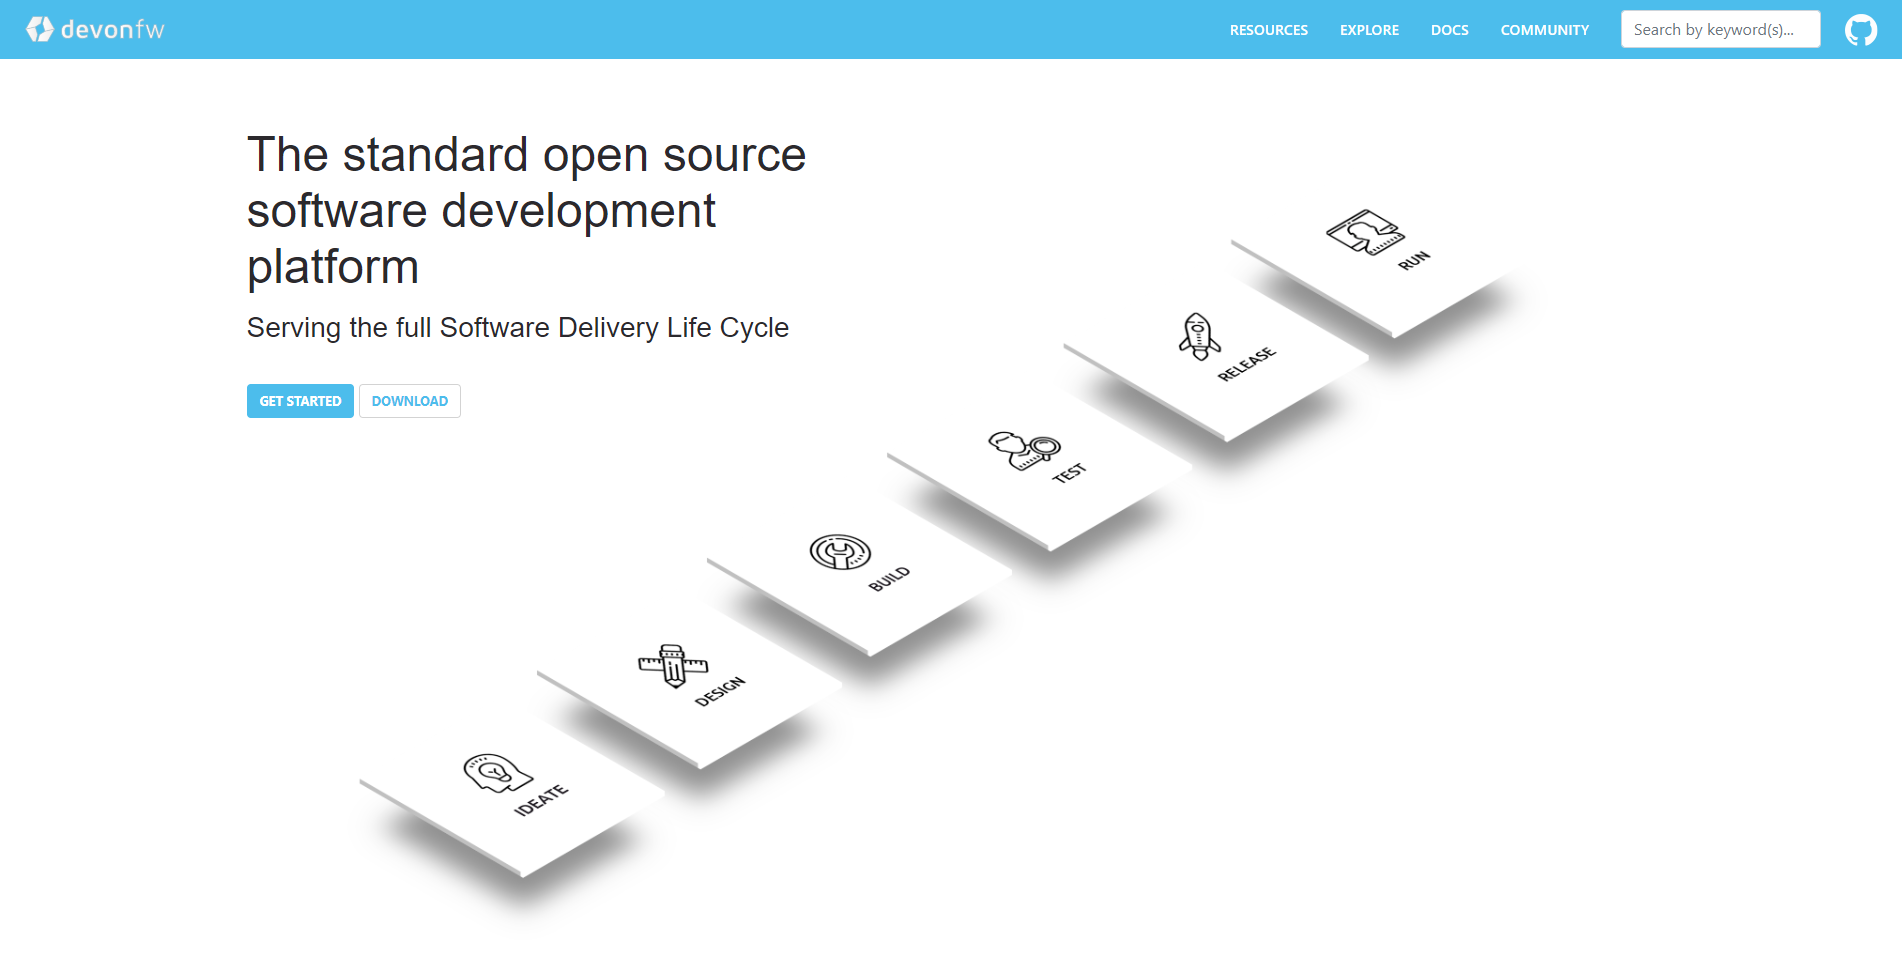 devonfw
RESOURCES
EXPLORE
DOCS
COMMUNITY
Search by keyword(s)...
The standard open source
software development
platform
Serving the full Software Delivery Life Cycle
GET STARTED
DOWNLOAD
RUN
RELEASE
TEST
BUILD
DESIGN
IDEATE